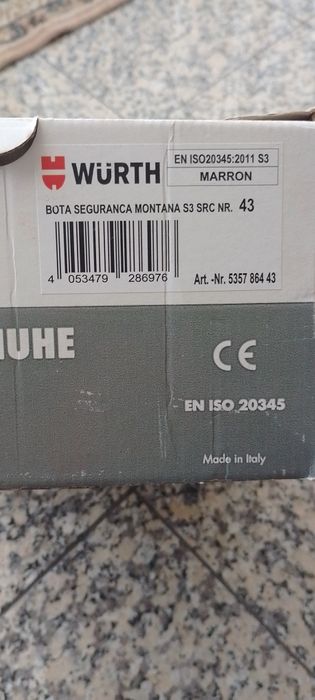 WÜRTH
EN ISO20345:2011 S3
MARRON
BOTA SEGURANCA MONTANA S3 SRC NR. 43
4 053479 286976
Art. -Nr. 5357 864 43
HUHE
CE
EN ISO 20345
Made in Italy